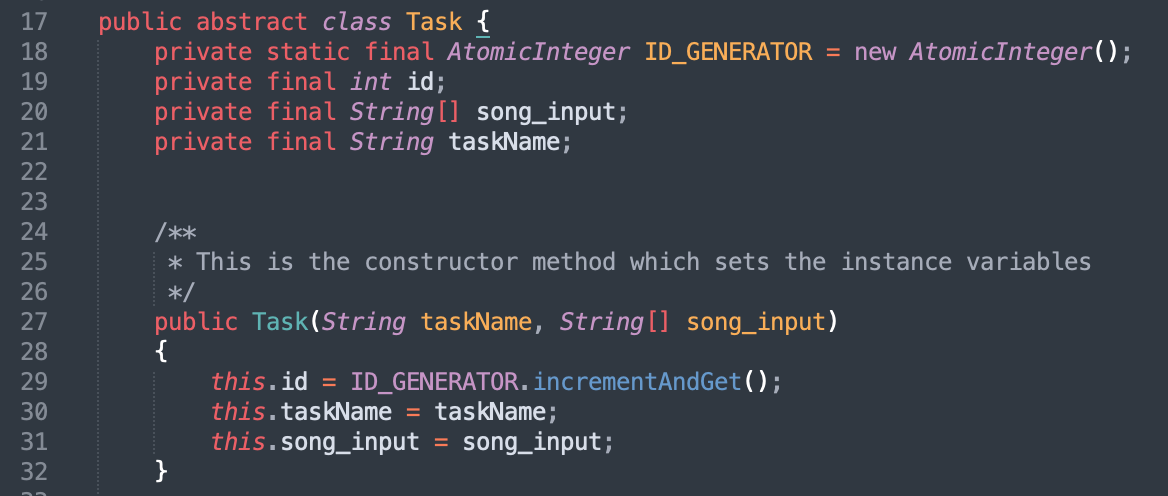 17 public abstract class Task {
18     private static final AtomicInteger ID_GENERATOR = new AtomicInteger();
19     private final int id;
20     private final String[] song_input;
21     private final String taskName;
22
23
24     /**
25      * This is the constructor method which sets the instance variables
26      */
27     public Task(String taskName, String[] song_input)
28     {
29         this.id = ID_GENERATOR.incrementAndGet();
30         this.taskName = taskName;
31         this.song_input = song_input;
32     }